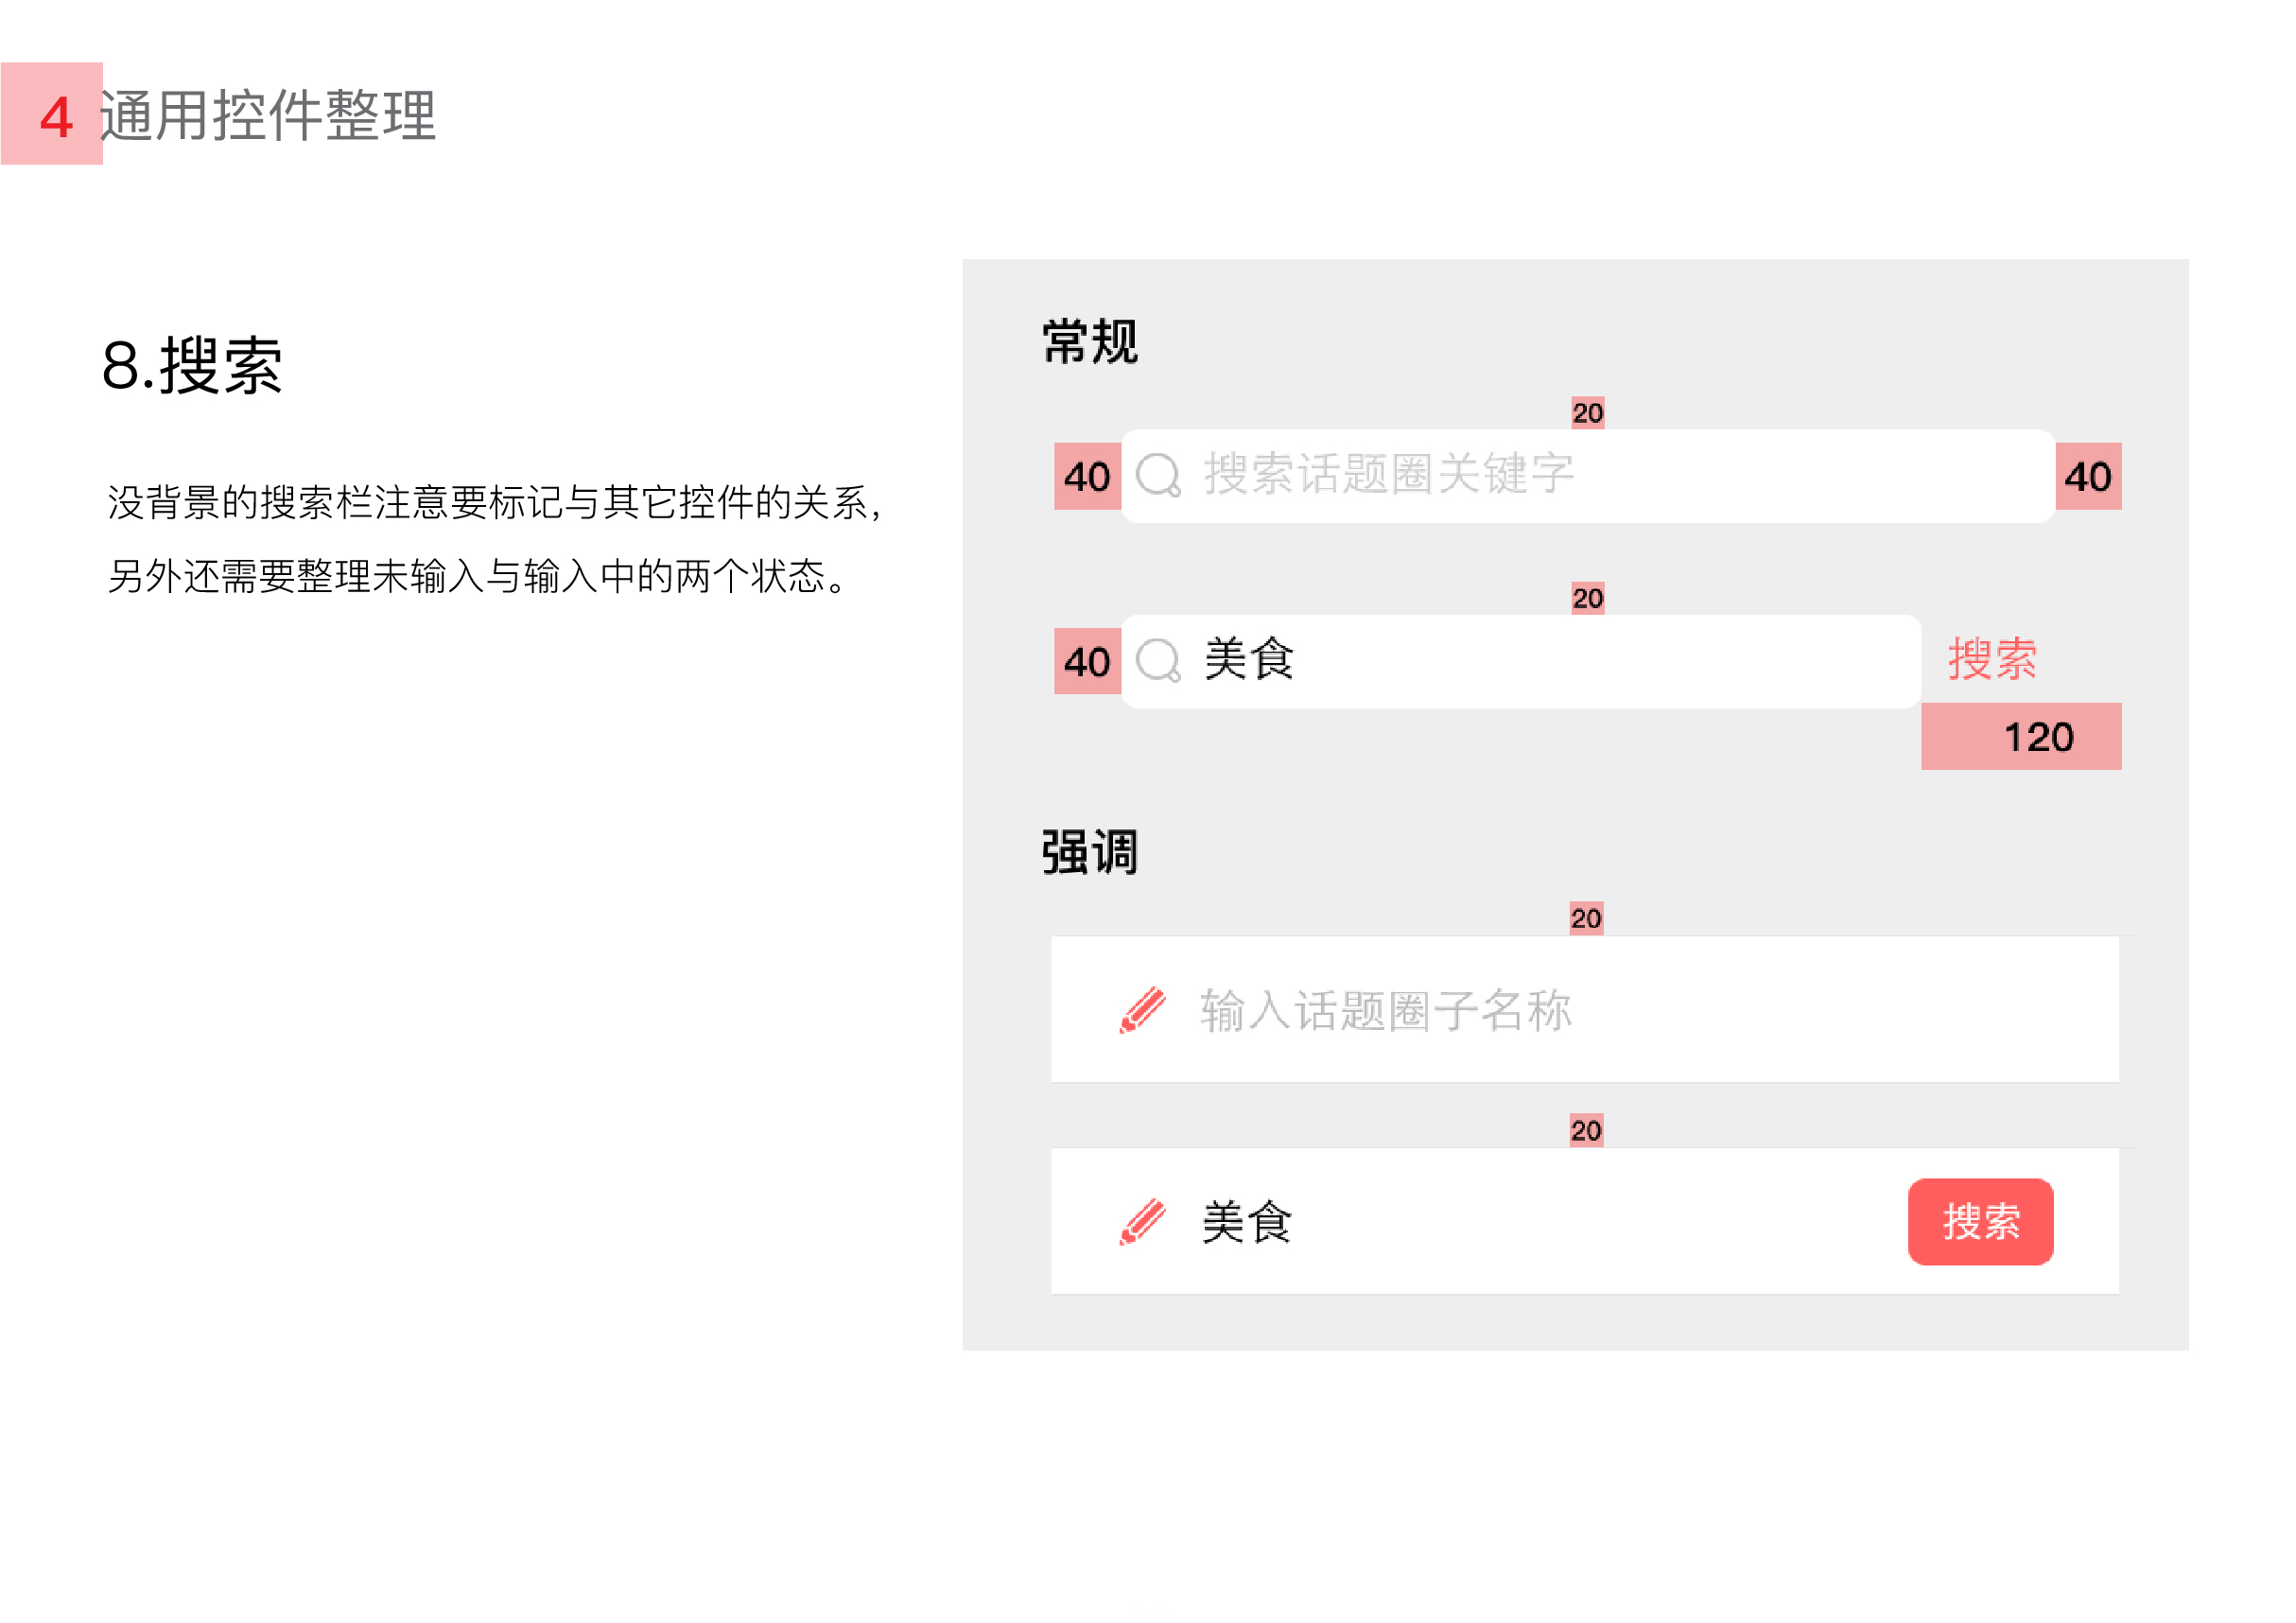 4 通用控件整理
8.搜索
没背景的搜索栏注意要标记与其它控件的关系，
另外还需要整理未输入与输入中的两个状态。
常规
20
40 搜索话题圈关键字 40
20
40 美食 搜索
120
强调
20
输入话题圈子名称
20
美食 搜索